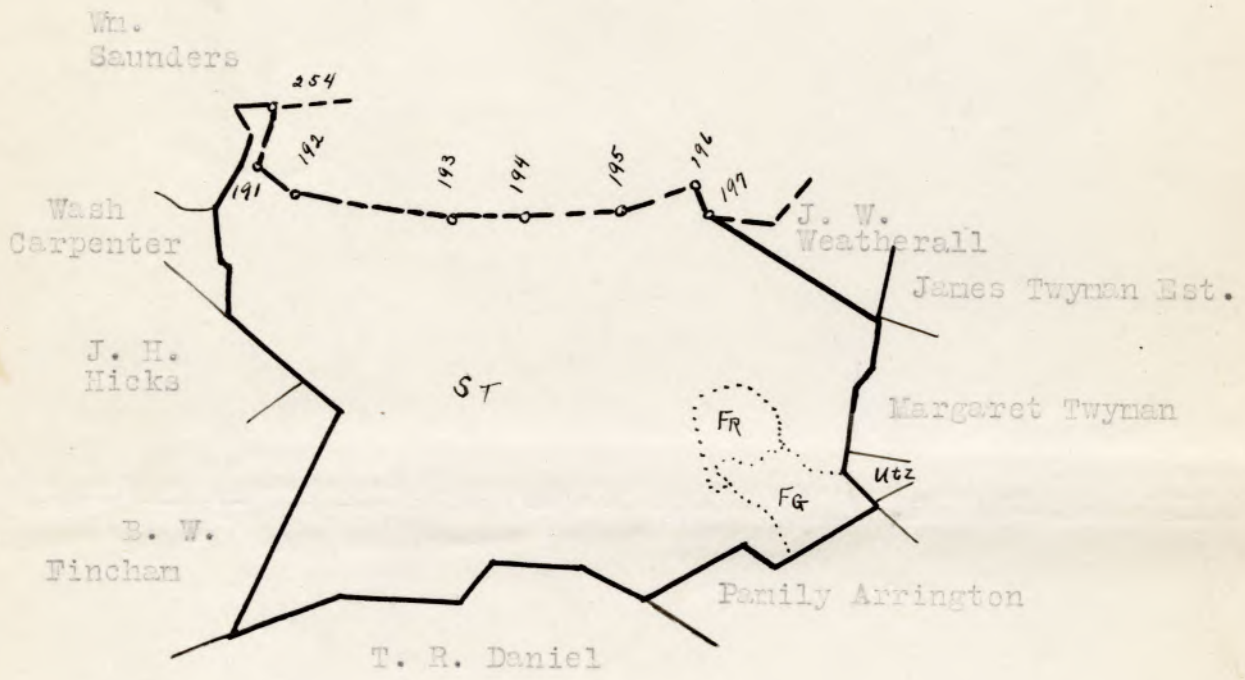 Wm.
Saunders
254
192
191
193
194
195
196
197
Wash
Carpenter
J. W.
Weatherall
James Twyman Est.
J. H.
Hicks
ST
Margaret Twyman
FR
Utz
FG
B. W.
Fincham
Pamily Arrington
T. R. Daniel